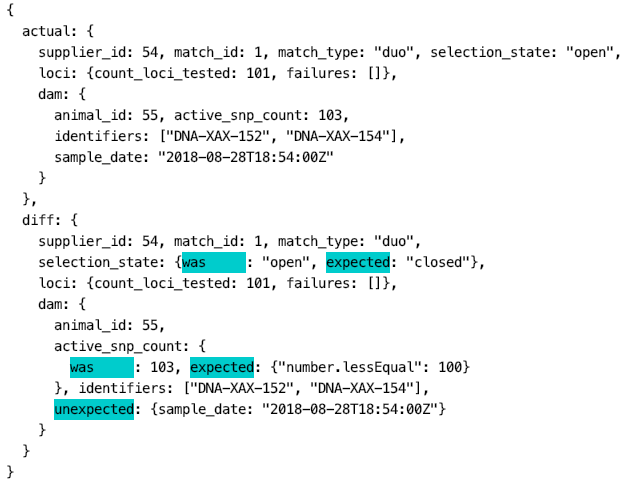 {
  actual: {
    supplier_id: 54, match_id: 1, match_type: "duo", selection_state: "open",
    loci: {count_loci_tested: 101, failures: []},
    dam: {
      animal_id: 55, active_snp_count: 103,
      identifiers: ["DNA-XAX-152", "DNA-XAX-154"],
      sample_date: "2018-08-28T18:54:00Z"
    }
  },
  diff: {
    supplier_id: 54, match_id: 1, match_type: "duo",
    selection_state: {was     : "open", expected: "closed"},
    loci: {count_loci_tested: 101, failures: []},
    dam: {
      animal_id: 55,
      active_snp_count: {
        was     : 103, expected: {"number.lessEqual": 100}
      }, identifiers: ["DNA-XAX-152", "DNA-XAX-154"],
      unexpected: {sample_date: "2018-08-28T18:54:00Z"}
    }
  }
}